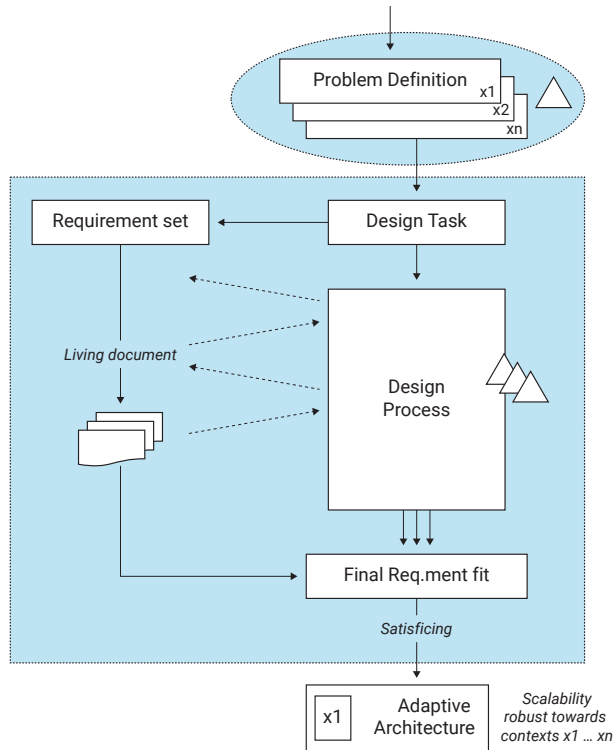 Problem Definition
x1
x2
xn
Requirement set
Design Task
Living document
Design
Process
Final Req.ment fit
Satisficing
x1
Adaptive
Architecture
Scalability
robust towards
contexts x1 ... xn